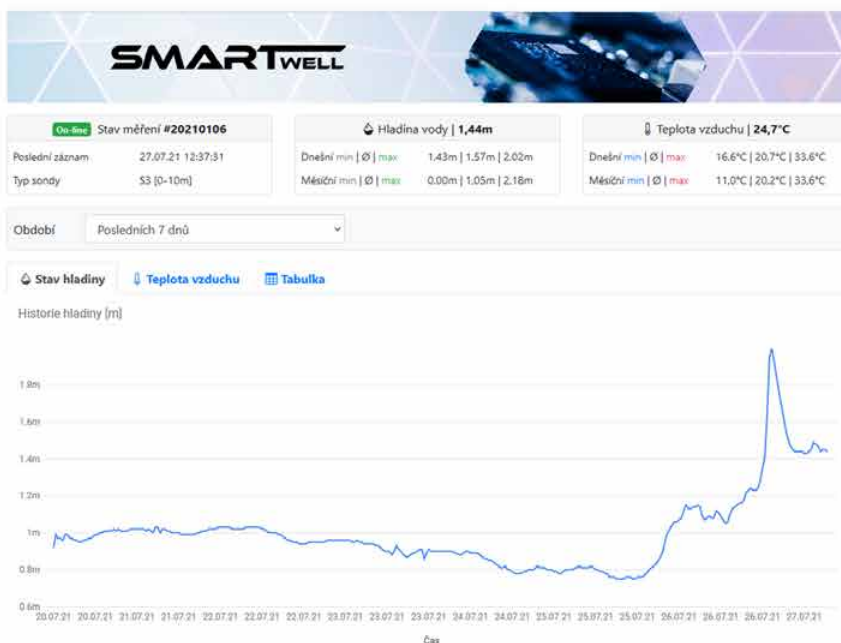 SMARTWELL
On-line Stav měření #20210106
Poslední záznam 27.07.21 12:37:31
Typ sondy S3 [0-10m]
Hladina vody | 1,44m
Dnešní min | Ø | max 1.43m | 1.57m | 2.02m
Měsíční min | Ø | max 0.00m | 1,05m | 2,18m
Teplota vzduchu | 24,7°C
Dnešní min | Ø | max 16.6°C | 20,7°C | 33.6°C
Měsíční min | Ø | max 11,0°C | 20,2°C | 33,6°C
Období Posledních 7 dnů
Stav hladiny Teplota vzduchu Tabulka
Historie hladiny [m]
1.8m
1.6m
1.4m
1.2m
1m
0.8m
0.6m
20.07.21 20.07.21 21.07.21 21.07.21 22.07.21 22.07.21 22.07.21 23.07.21 23.07.21 23.07.21 24.07.21 24.07.21 25.07.21 25.07.21 25.07.21 26.07.21 26.07.21 26.07.21 27.07.21
Čas